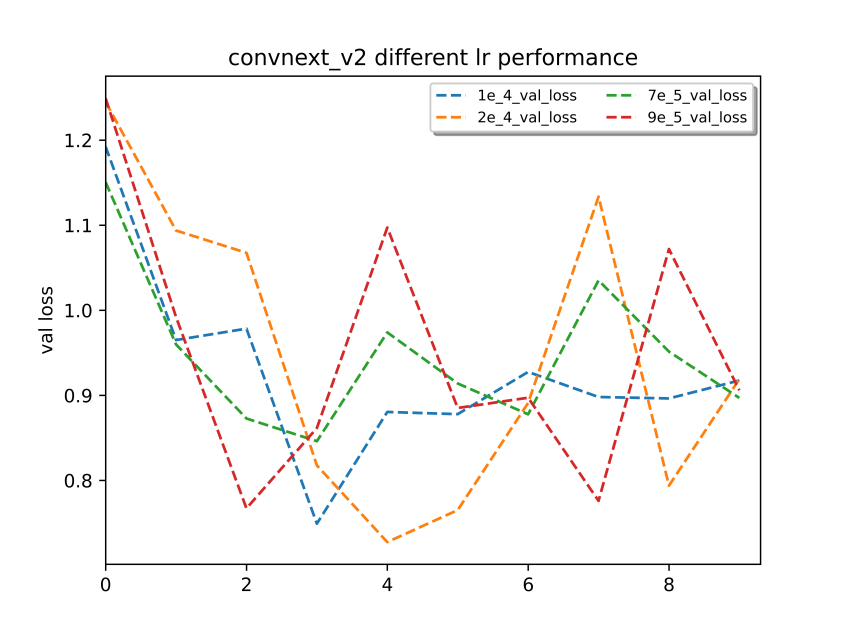 convnext_v2 different lr performance
1e_4_val_loss
2e_4_val_loss
7e_5_val_loss
9e_5_val_loss
val loss
1.2
1.1
1.0
0.9
0.8
0 2 4 6 8